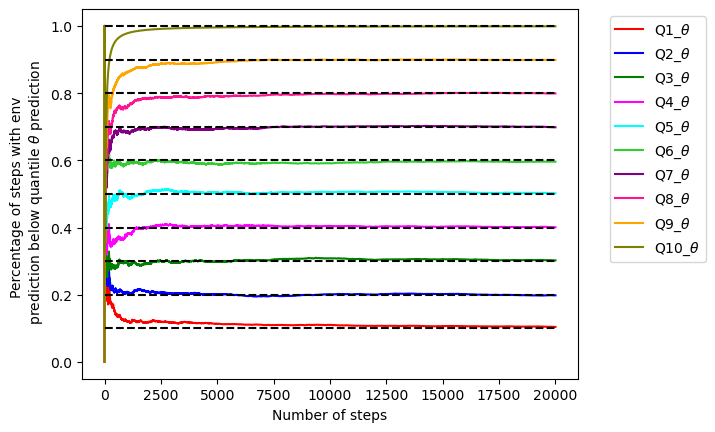 Percentage of steps with env
prediction below quantile θ prediction
1.0
0.8
0.6
0.4
0.2
0.0
0
2500
5000
7500
10000
12500
15000
17500
20000
Number of steps
Q1_θ
Q2_θ
Q3_θ
Q4_θ
Q5_θ
Q6_θ
Q7_θ
Q8_θ
Q9_θ
Q10_θ